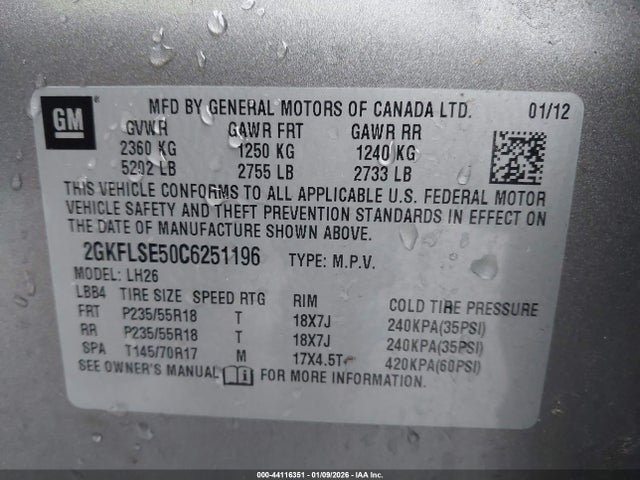 GM ®
MFD BY GENERAL MOTORS OF CANADA LTD. 01/12
GVWR GAWR FRT GAWR RR
2360 KG 1250 KG 1240 KG
5202 LB 2755 LB 2733 LB
THIS VEHICLE CONFORMS TO ALL APPLICABLE U.S. FEDERAL MOTOR
VEHICLE SAFETY AND THEFT PREVENTION STANDARDS IN EFFECT ON
THE DATE OF MANUFACTURE SHOWN ABOVE.
2GKFLSE50C6251196 TYPE: M.P.V.
MODEL: LH26
LBB4 TIRE SIZE SPEED RTG RIM COLD TIRE PRESSURE
FRT P235/55R18 T 18X7J 240KPA(35PSI)
RR P235/55R18 T 18X7J 240KPA(35PSI)
SPA T145/70R17 M 17X4.5T 420KPA(60PSI)
SEE OWNER'S MANUAL FOR MORE INFORMATION.
000-44116351 - 01/09/2026 - IAA Inc.